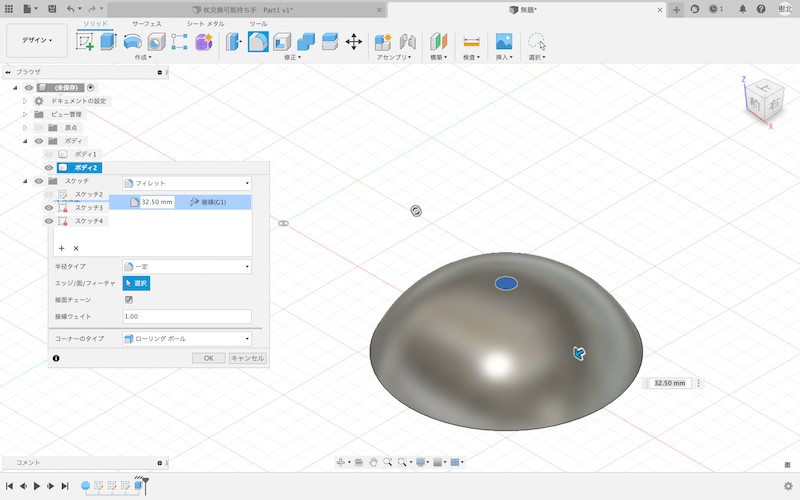 杖交換可能持ち手 Part1 v1*
無題*
1
樹北
デザイン
ソリッド
サーフェス
シート メタル
ツール
作成
修正
アセンブリ
構築
検査
挿入
選択
ブラウザ
(未保存)
ドキュメントの設定
ビュー管理
原点
ボディ
ボディ1
ボディ2
スケッチ
スケッチ2
スケッチ3
スケッチ4
フィレット
32.50 mm
接線(G1)
半径タイプ
一定
エッジ/面/フィーチャ
選択
接面チェーン
接線ウェイト
1.00
コーナーのタイプ
ローリング ボール
OK
キャンセル
Z
X
上
前
右
32.50 mm
コメント